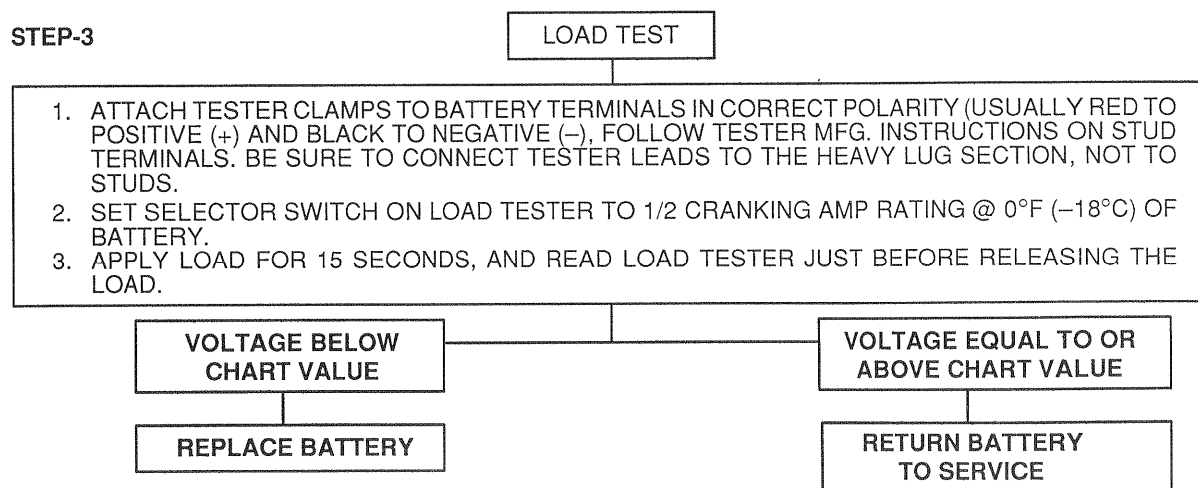 STEP-3
LOAD TEST
1. ATTACH TESTER CLAMPS TO BATTERY TERMINALS IN CORRECT POLARITY (USUALLY RED TO
POSITIVE (+) AND BLACK TO NEGATIVE (–), FOLLOW TESTER MFG. INSTRUCTIONS ON STUD
TERMINALS. BE SURE TO CONNECT TESTER LEADS TO THE HEAVY LUG SECTION, NOT TO
STUDS.
2. SET SELECTOR SWITCH ON LOAD TESTER TO 1/2 CRANKING AMP RATING @ 0°F (–18°C) OF
BATTERY.
3. APPLY LOAD FOR 15 SECONDS, AND READ LOAD TESTER JUST BEFORE RELEASING THE
LOAD.
VOLTAGE BELOW
CHART VALUE
REPLACE BATTERY
VOLTAGE EQUAL TO OR
ABOVE CHART VALUE
RETURN BATTERY
TO SERVICE